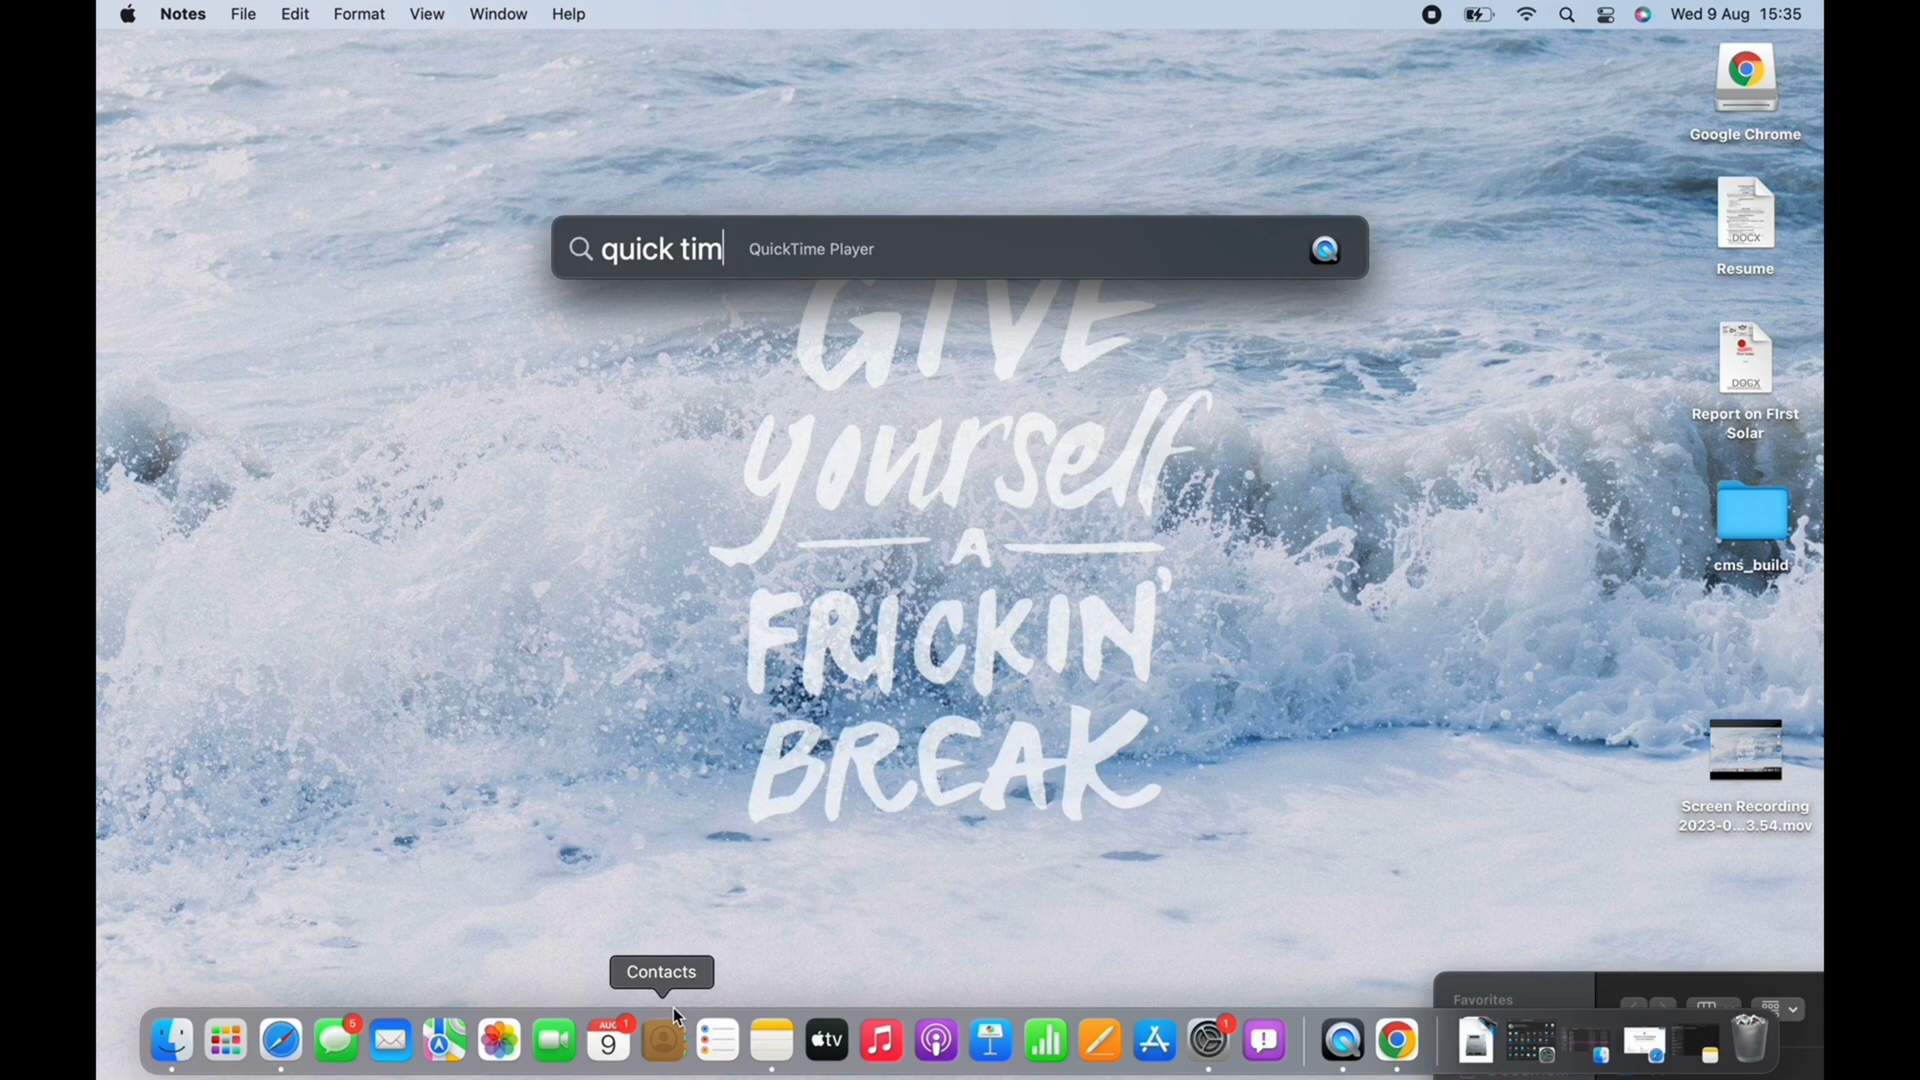 Notes File Edit Format View Window Help Wed 9 Aug 15:35
Google Chrome
DOCX
Resume
quick tim QuickTime Player
GIVE
yourself
A
FRICKIN'
BREAK
DOCX
Report on FIrst
Solar
cms_build
Screen Recording
2023-0...3.54.mov
Contacts
Favorites
5
AUG 1
9
tv
1